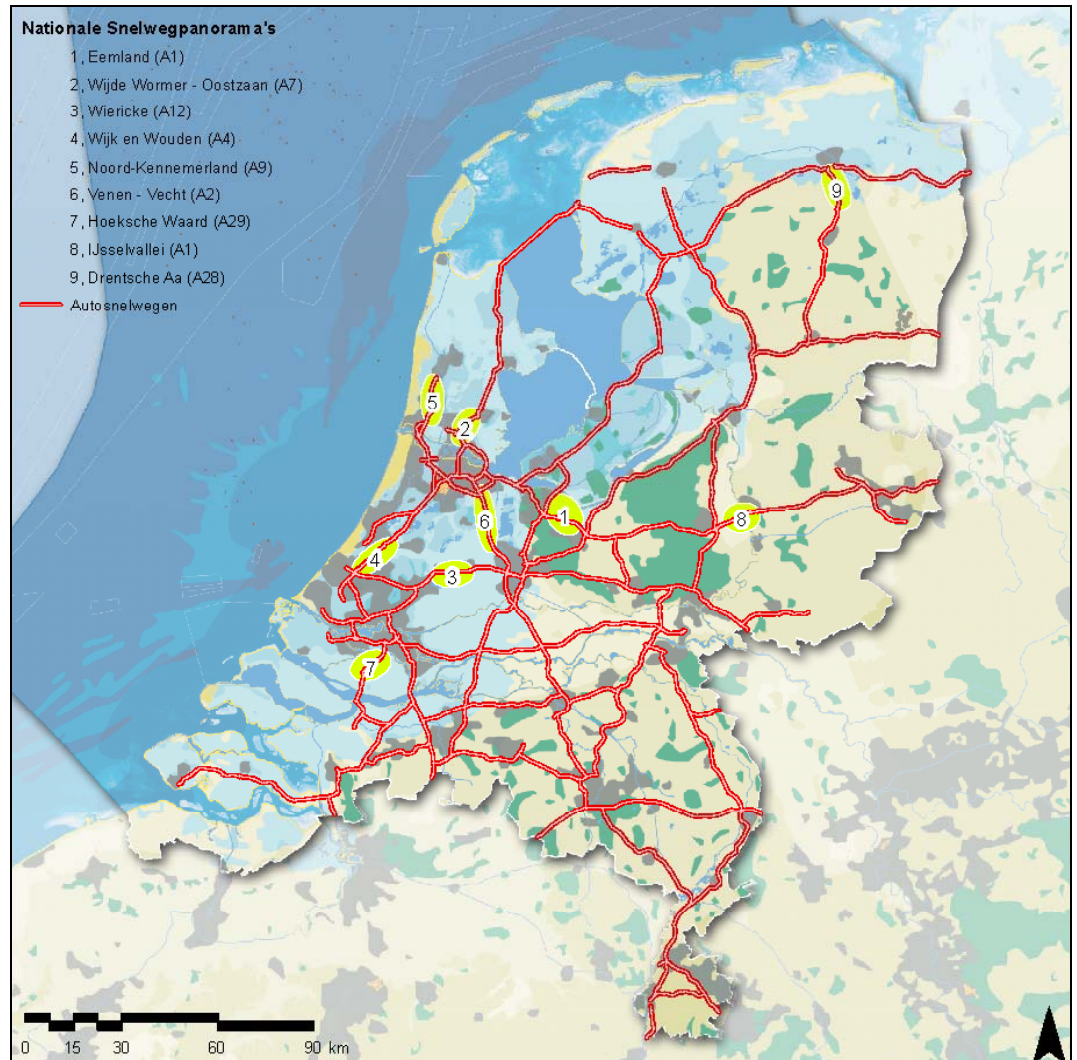 Nationale Snelwegpanorama's
1, Eemland (A1)
2, Wijde Wormer - Oostzaan (A7)
3, Wiericke (A12)
4, Wijk en Wouden (A4)
5, Noord-Kennemerland (A9)
6, Venen - Vecht (A2)
7, Hoeksche Waard (A29)
8, IJsselvallei (A1)
9, Drentsche Aa (A28)
Autosnelwegen
9
5
2
6
1
8
4
3
7
0 15 30 60 90 km